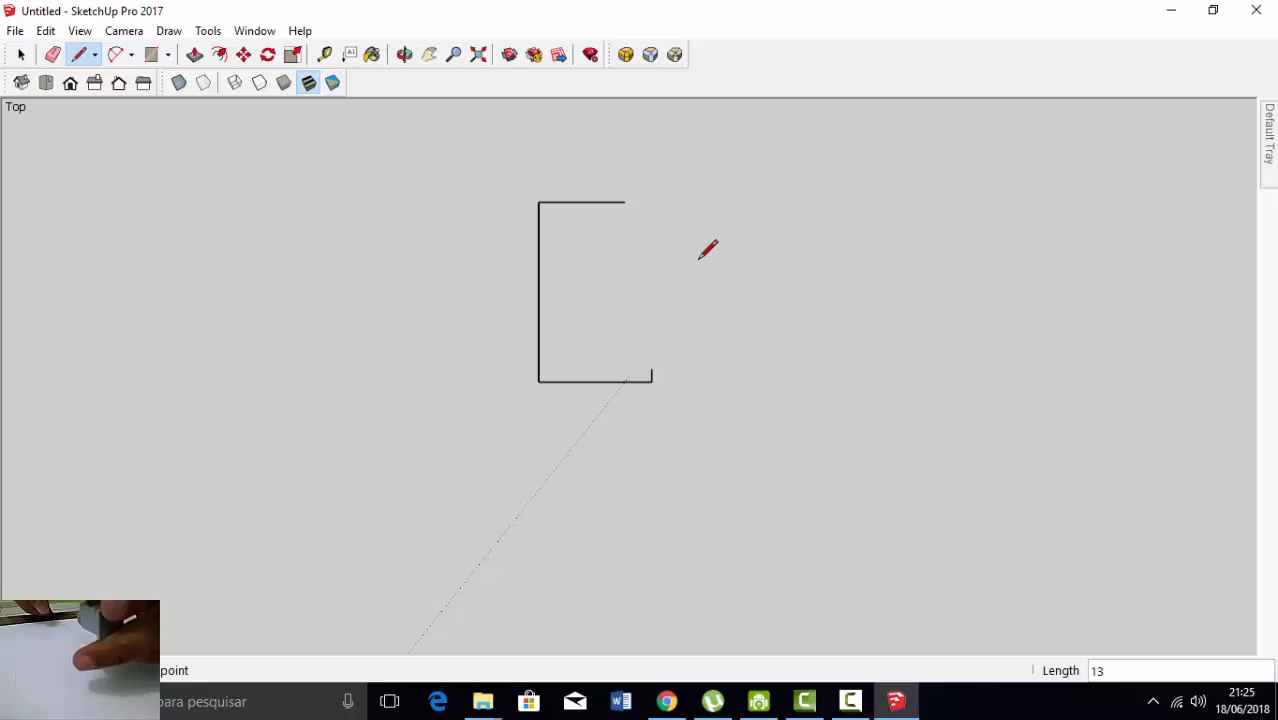 Untitled - SketchUp Pro 2017
File Edit View Camera Draw Tools Window Help
A1
Top
Default Tray
point
Length 13
para pesquisar
W
21:25
18/06/2018